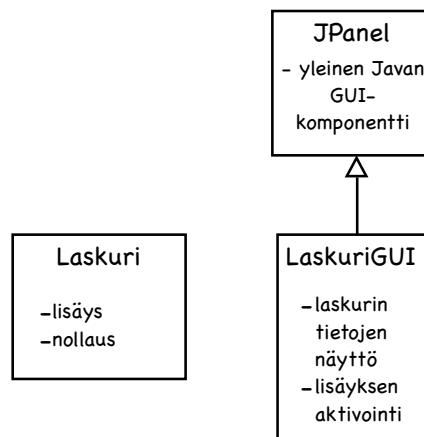 JPanel
- yleinen Javan
GUI-
komponentti
Laskuri
-lisäys
-nollaus
LaskuriGUI
-laskurin
tietojen
näyttö
-lisäyksen
aktivointi